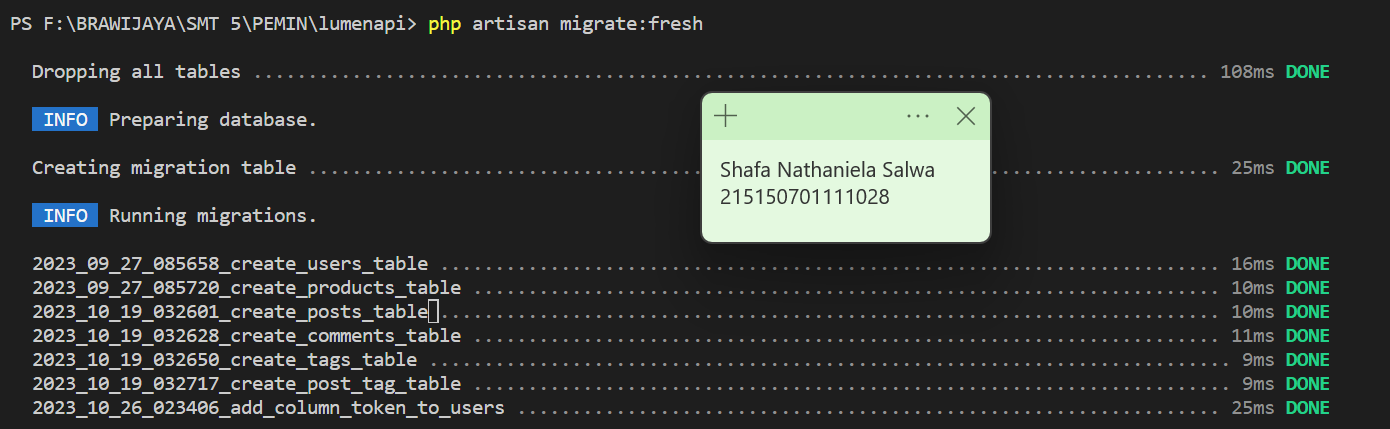 PS F:\BRAWIJAYA\SMT 5\PEMIN\lumenapi> php artisan migrate:fresh
Dropping all tables ........................................................................................ 108ms DONE
INFO Preparing database.
Creating migration table ................................................................................... 25ms DONE
Shafa Nathaniela Salwa
215150701111028
INFO Running migrations.
2023_09_27_085658_create_users_table ....................................................................... 16ms DONE
2023_09_27_085720_create_products_table .................................................................... 10ms DONE
2023_10_19_032601_create_posts_table ....................................................................... 10ms DONE
2023_10_19_032628_create_comments_table .................................................................... 11ms DONE
2023_10_19_032650_create_tags_table ......................................................................... 9ms DONE
2023_10_19_032717_create_post_tag_table ..................................................................... 9ms DONE
2023_10_26_023406_add_column_token_to_users ................................................................ 25ms DONE